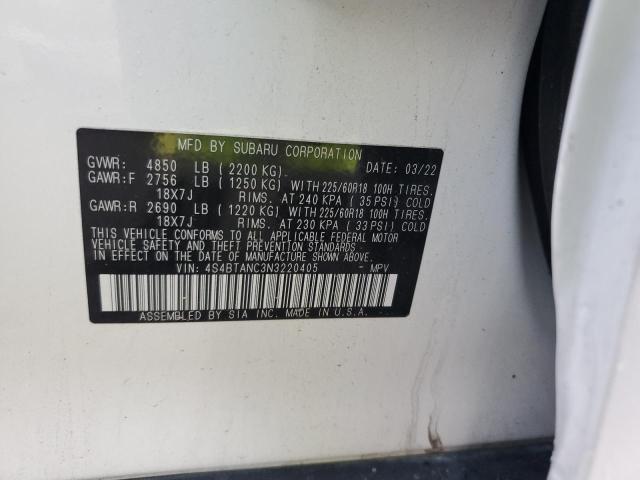 MFD BY SUBARU CORPORATION
GVWR: 4850 LB (2200 KG) DATE: 03/22
GAWR:F 2756 LB (1250 KG) WITH 225/60R18 100H TIRES.
18X7J RIMS. AT 240 KPA (35 PSI) COLD
GAWR:R 2690 LB (1220 KG) WITH 225/60R18 100H TIRES.
18X7J RIMS. AT 230 KPA (33 PSI) COLD
THIS VEHICLE CONFORMS TO ALL APPLICABLE FEDERAL MOTOR
VEHICLE SAFETY AND THEFT PREVENTION STANDARDS
IN EFFECT ON THE DATE OF MANUFACTURE SHOWN ABOVE.
VIN: 4S4BTANC3N3220405 - MPV
ASSEMBLED BY SIA INC. MADE IN U.S.A.